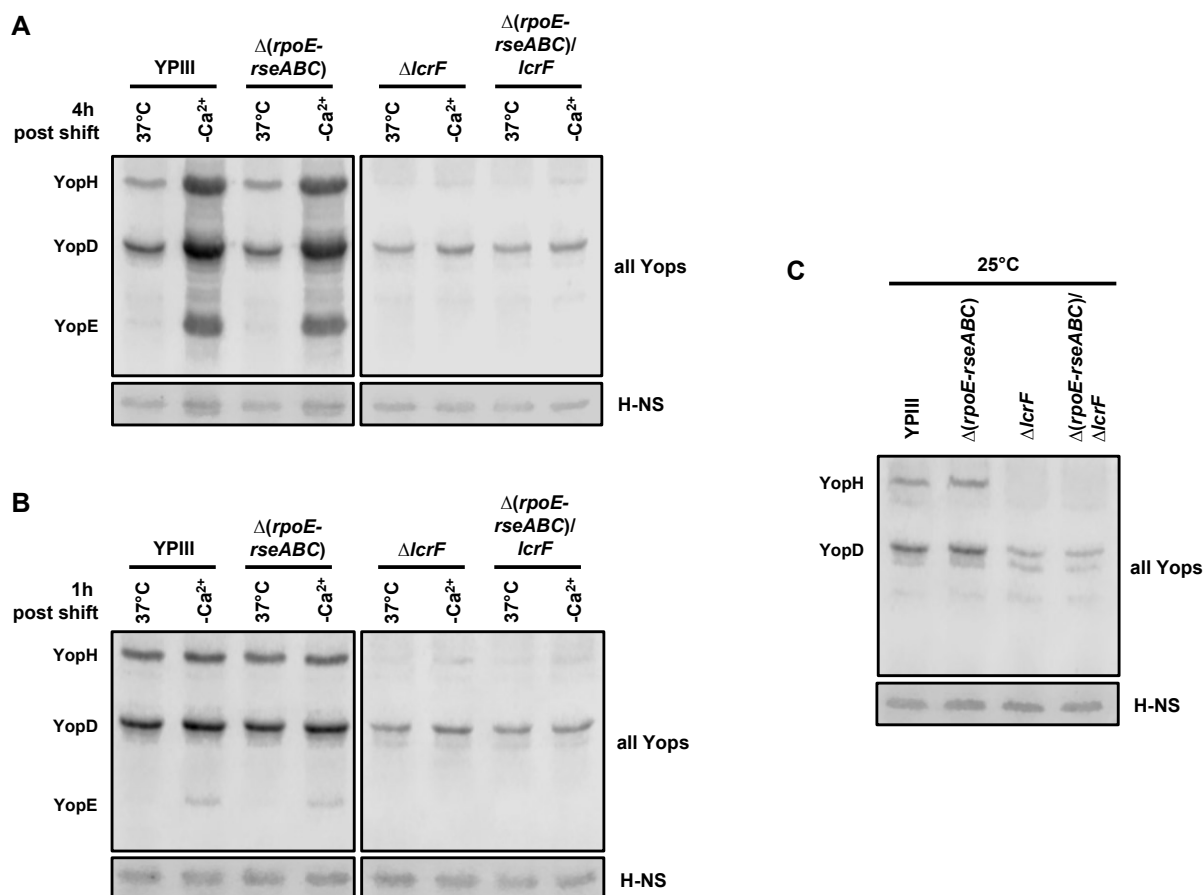 A
YPIII
Δ(rpoE-
rseABC)
ΔlcrF
Δ(rpoE-
rseABC)/
lcrF
4h
post shift
37°C
-Ca²⁺
37°C
-Ca²⁺
37°C
-Ca²⁺
37°C
-Ca²⁺
YopH
YopD
YopE
all Yops
H-NS
B
YPIII
Δ(rpoE-
rseABC)
ΔlcrF
Δ(rpoE-
rseABC)/
lcrF
1h
post shift
37°C
-Ca²⁺
37°C
-Ca²⁺
37°C
-Ca²⁺
37°C
-Ca²⁺
YopH
YopD
YopE
all Yops
H-NS
C
25°C
YPIII
Δ(rpoE-rseABC)
ΔlcrF
Δ(rpoE-rseABC)/
ΔlcrF
YopH
YopD
all Yops
H-NS